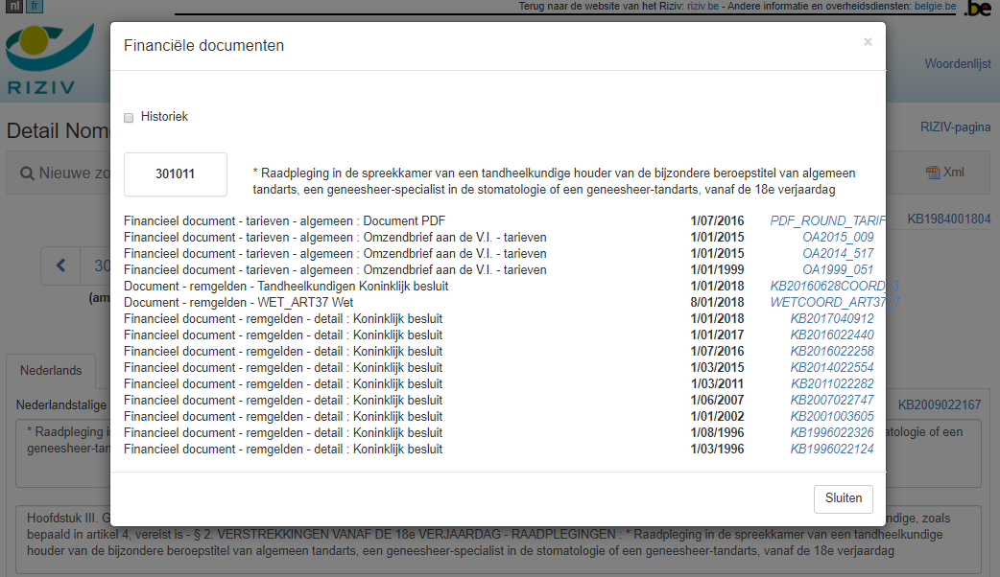 nl fr
Terug naar de website van het Riziv: riziv.be - Andere informatie en overheidsdiensten: belgie.be
.be
RIZIV
Woordenlijst
Detail Nom
RIZIV-pagina
Nieuwe zo
Xml
KB1984001804
30
(am
Financiële documenten ×
Historiek
301011
* Raadpleging in de spreekkamer van een tandheelkundige houder van de bijzondere beroepstitel van algemeen
tandarts, een geneesheer-specialist in de stomatologie of een geneesheer-tandarts, vanaf de 18e verjaardag
Financieel document - tarieven - algemeen : Document PDF 1/07/2016 PDF_ROUND_TARIF
Financieel document - tarieven - algemeen : Omzendbrief aan de V.I. - tarieven 1/01/2015 OA2015_009
Financieel document - tarieven - algemeen : Omzendbrief aan de V.I. - tarieven 1/01/2015 OA2014_517
Financieel document - tarieven - algemeen : Omzendbrief aan de V.I. - tarieven 1/01/1999 OA1999_051
Document - remgelden - Tandheelkundigen Koninklijk besluit 1/01/2018 KB20160628COORD_3
Document - remgelden - WET_ART37 Wet 8/01/2018 WETCOORD_ART37_7
Financieel document - remgelden - detail : Koninklijk besluit 1/01/2018 KB2017040912
Financieel document - remgelden - detail : Koninklijk besluit 1/01/2017 KB2016022440
Financieel document - remgelden - detail : Koninklijk besluit 1/07/2016 KB2016022258
Financieel document - remgelden - detail : Koninklijk besluit 1/03/2015 KB2014022554
Financieel document - remgelden - detail : Koninklijk besluit 1/03/2011 KB2011022282
Financieel document - remgelden - detail : Koninklijk besluit 1/06/2007 KB2007022747
Financieel document - remgelden - detail : Koninklijk besluit 1/01/2002 KB2001003605
Financieel document - remgelden - detail : Koninklijk besluit 1/08/1996 KB1996022326
Financieel document - remgelden - detail : Koninklijk besluit 1/03/1996 KB1996022124
Sluiten
Nederlands
Nederlandstalige KB2009022167
* Raadpleging i atologie of een
geneesheer-tan
Hoofdstuk III. G ndige, zoals
bepaald in artikel 4, vereist is - § 2. VERSTREKKINGEN VANAF DE 18e VERJAARDAG - RAADPLEGINGEN : * Raadpleging in de spreekkamer van een tandheelkundige
houder van de bijzondere beroepstitel van algemeen tandarts, een geneesheer-specialist in de stomatologie of een geneesheer-tandarts, vanaf de 18e verjaardag